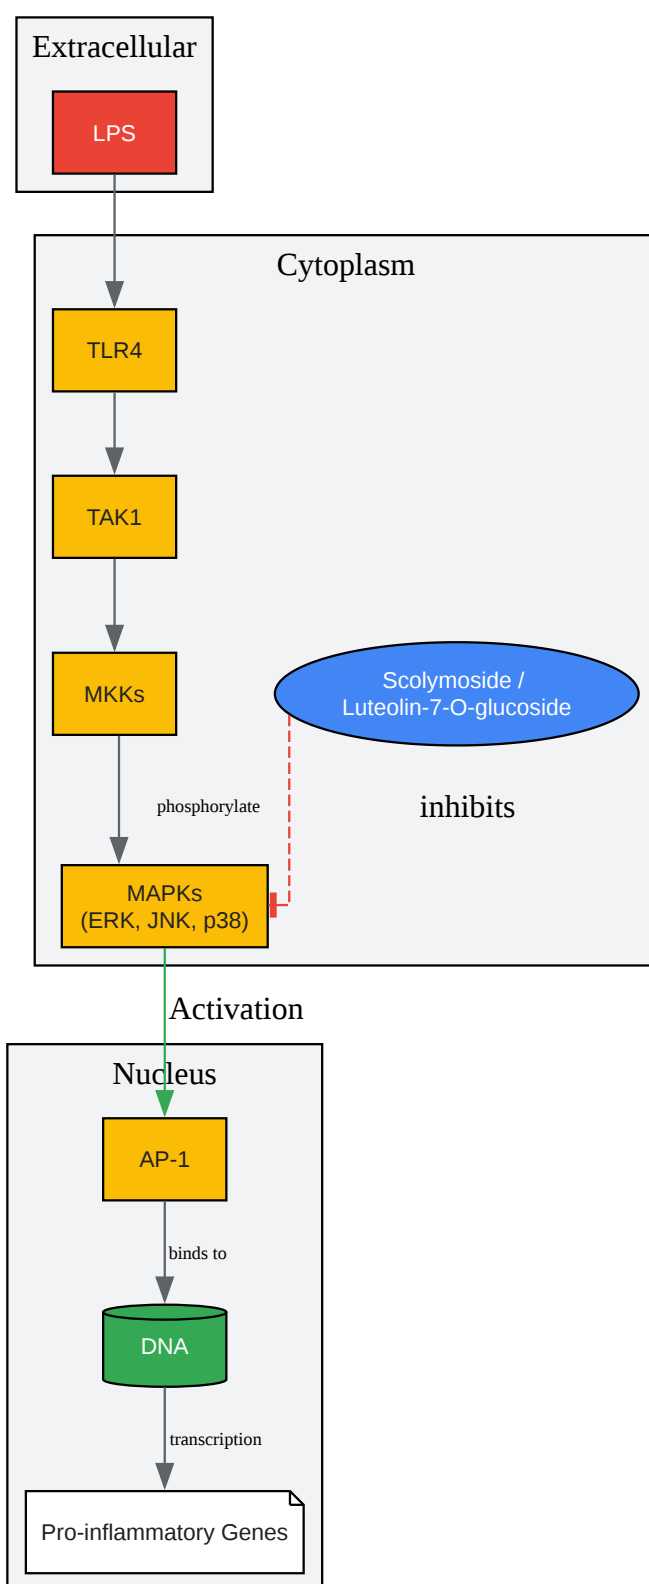 Extracellular
LPS
Cytoplasm
TLR4
TAK1
MKKs
Scolymoside /
Luteolin-7-O-glucoside
phosphorylate
inhibits
MAPKs
(ERK, JNK, p38)
Activation
Nucleus
AP-1
binds to
DNA
transcription
Pro-inflammatory Genes